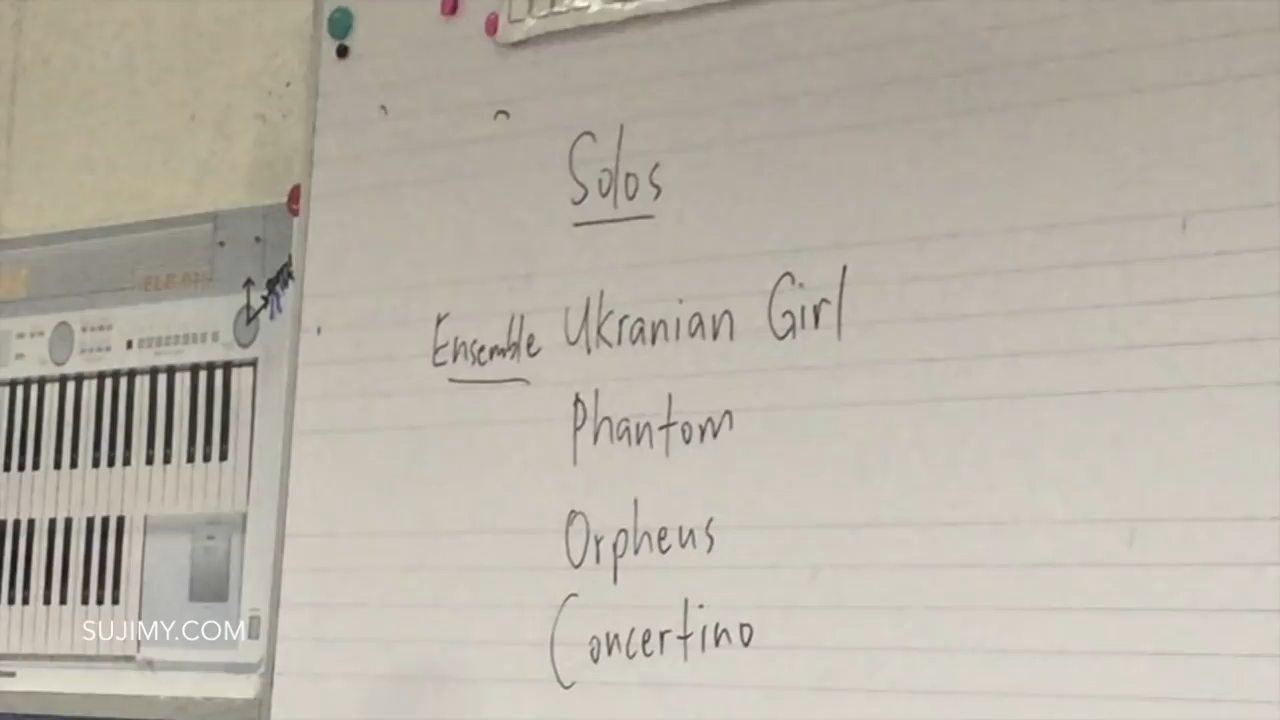 Solos
Ensemble Ukranian Girl
Phantom
Orpheus
Concertino
SUJIMY.COM